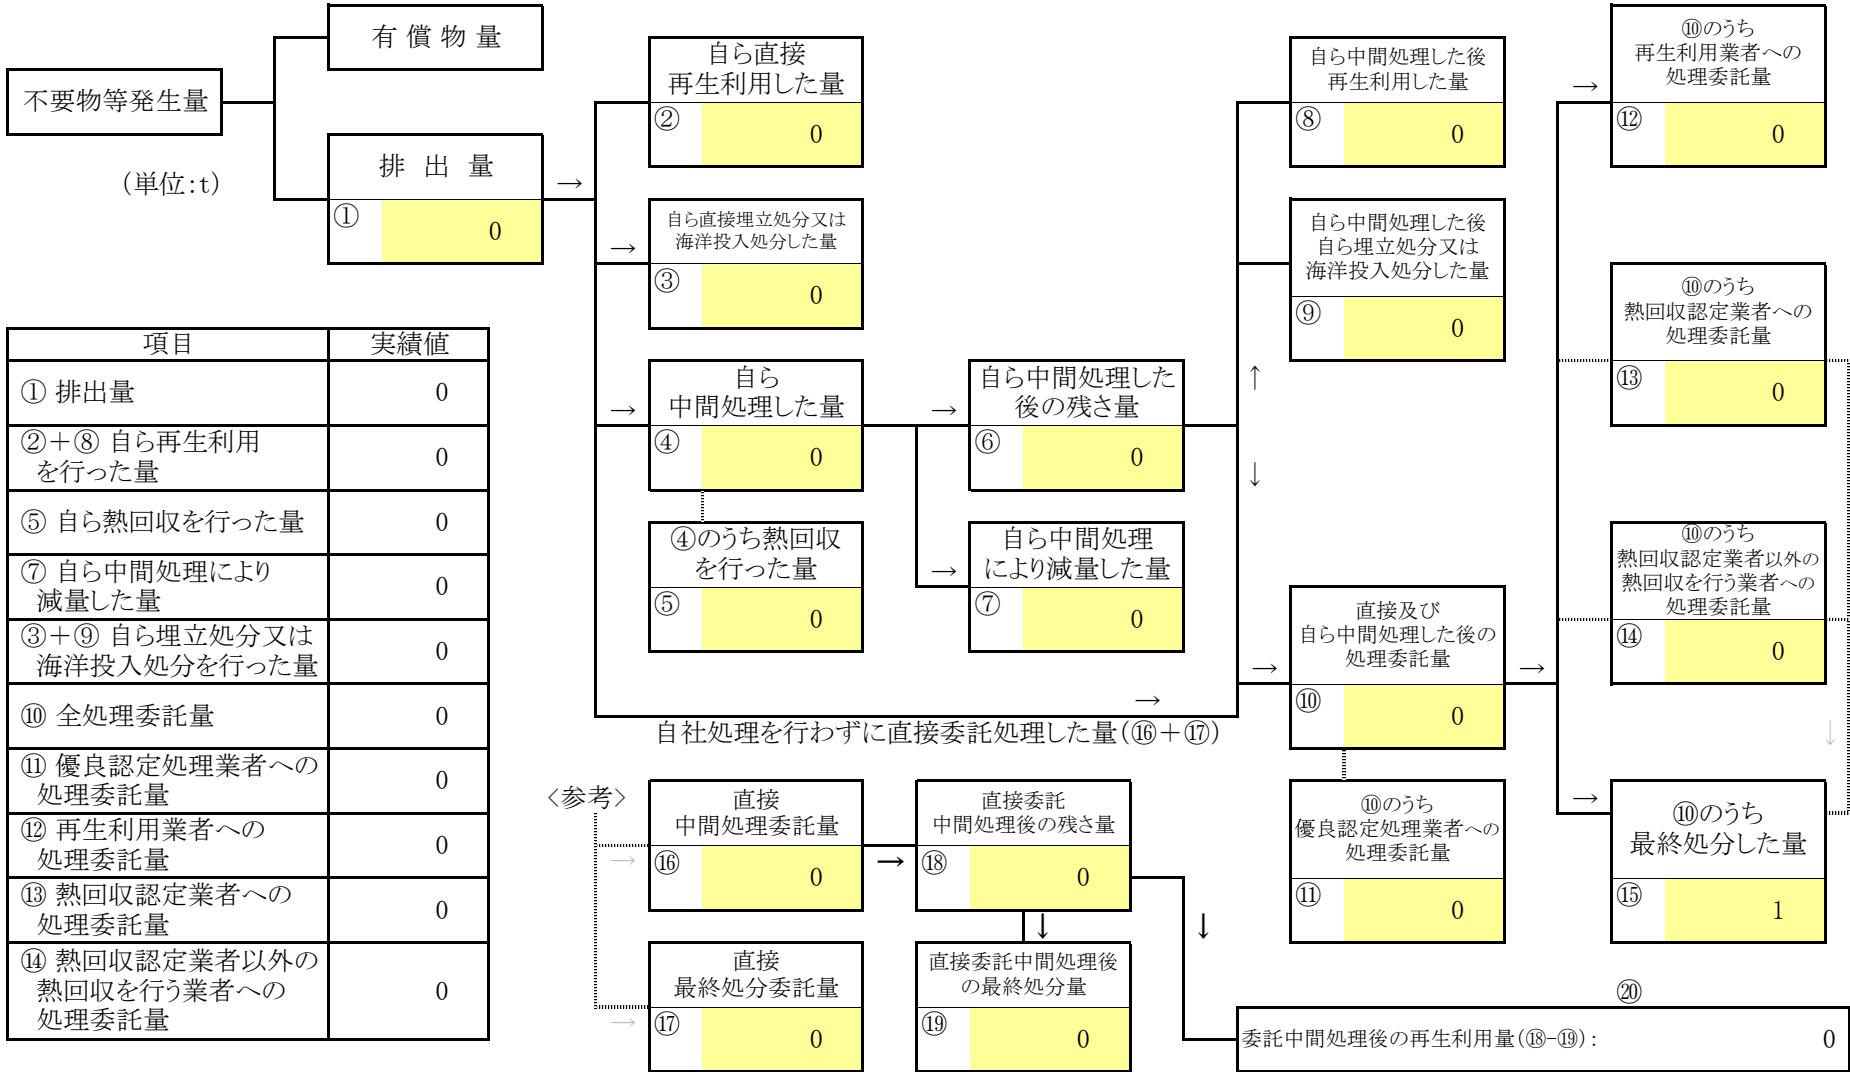 有 償 物 量
不要物等発生量
(単位:t)
排 出 量
①
0
→
自ら直接
再生利用した量
②
0
→
自ら直接埋立処分又は
海洋投入処分した量
③
0
→
自ら
中間処理した量
④
0
④のうち熱回収
を行った量
⑤
0
→
自ら中間処理した
後の残さ量
⑥
0
→
自ら中間処理
により減量した量
⑦
0
↑
↓
自ら中間処理した後
再生利用した量
⑧
0
自ら中間処理した後
自ら埋立処分又は
海洋投入処分した量
⑨
0
→
自社処理を行わずに直接委託処理した量(⑯+⑰)
→
直接及び
自ら中間処理した後の
処理委託量
⑩
0
→
⑩のうち
優良認定処理業者への
処理委託量
⑪
0
→
⑩のうち
再生利用業者への
処理委託量
⑫
0
⑩のうち
熱回収認定業者への
処理委託量
⑬
0
⑩のうち
熱回収認定業者以外の
熱回収を行う業者への
処理委託量
⑭
0
↓
→
⑩のうち
最終処分した量
⑮
1
項目 実績値
① 排出量 0
②+⑧ 自ら再生利用
を行った量 0
⑤ 自ら熱回収を行った量 0
⑦ 自ら中間処理により
減量した量 0
③+⑨ 自ら埋立処分又は
海洋投入処分を行った量 0
⑩ 全処理委託量 0
⑪ 優良認定処理業者への
処理委託量 0
⑫ 再生利用業者への
処理委託量 0
⑬ 熱回収認定業者への
処理委託量 0
⑭ 熱回収認定業者以外の
熱回収を行う業者への
処理委託量 0
<参考>
→
直接
中間処理委託量
⑯
0
→
直接委託
中間処理後の残さ量
⑱
0
↓
↓
→
直接
最終処分委託量
⑰
0
直接委託中間処理後
の最終処分量
⑲
0
⑳
委託中間処理後の再生利用量(⑱-⑲): 0